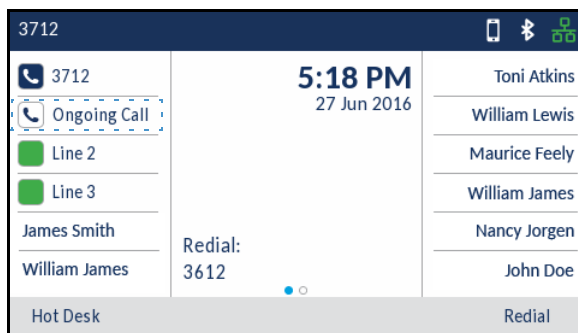 3712
3712
Ongoing Call
Line 2
Line 3
James Smith
William James
5:18 PM
27 Jun 2016
Redial:
3612
Toni Atkins
William Lewis
Maurice Feely
William James
Nancy Jorgen
John Doe
Hot Desk
Redial